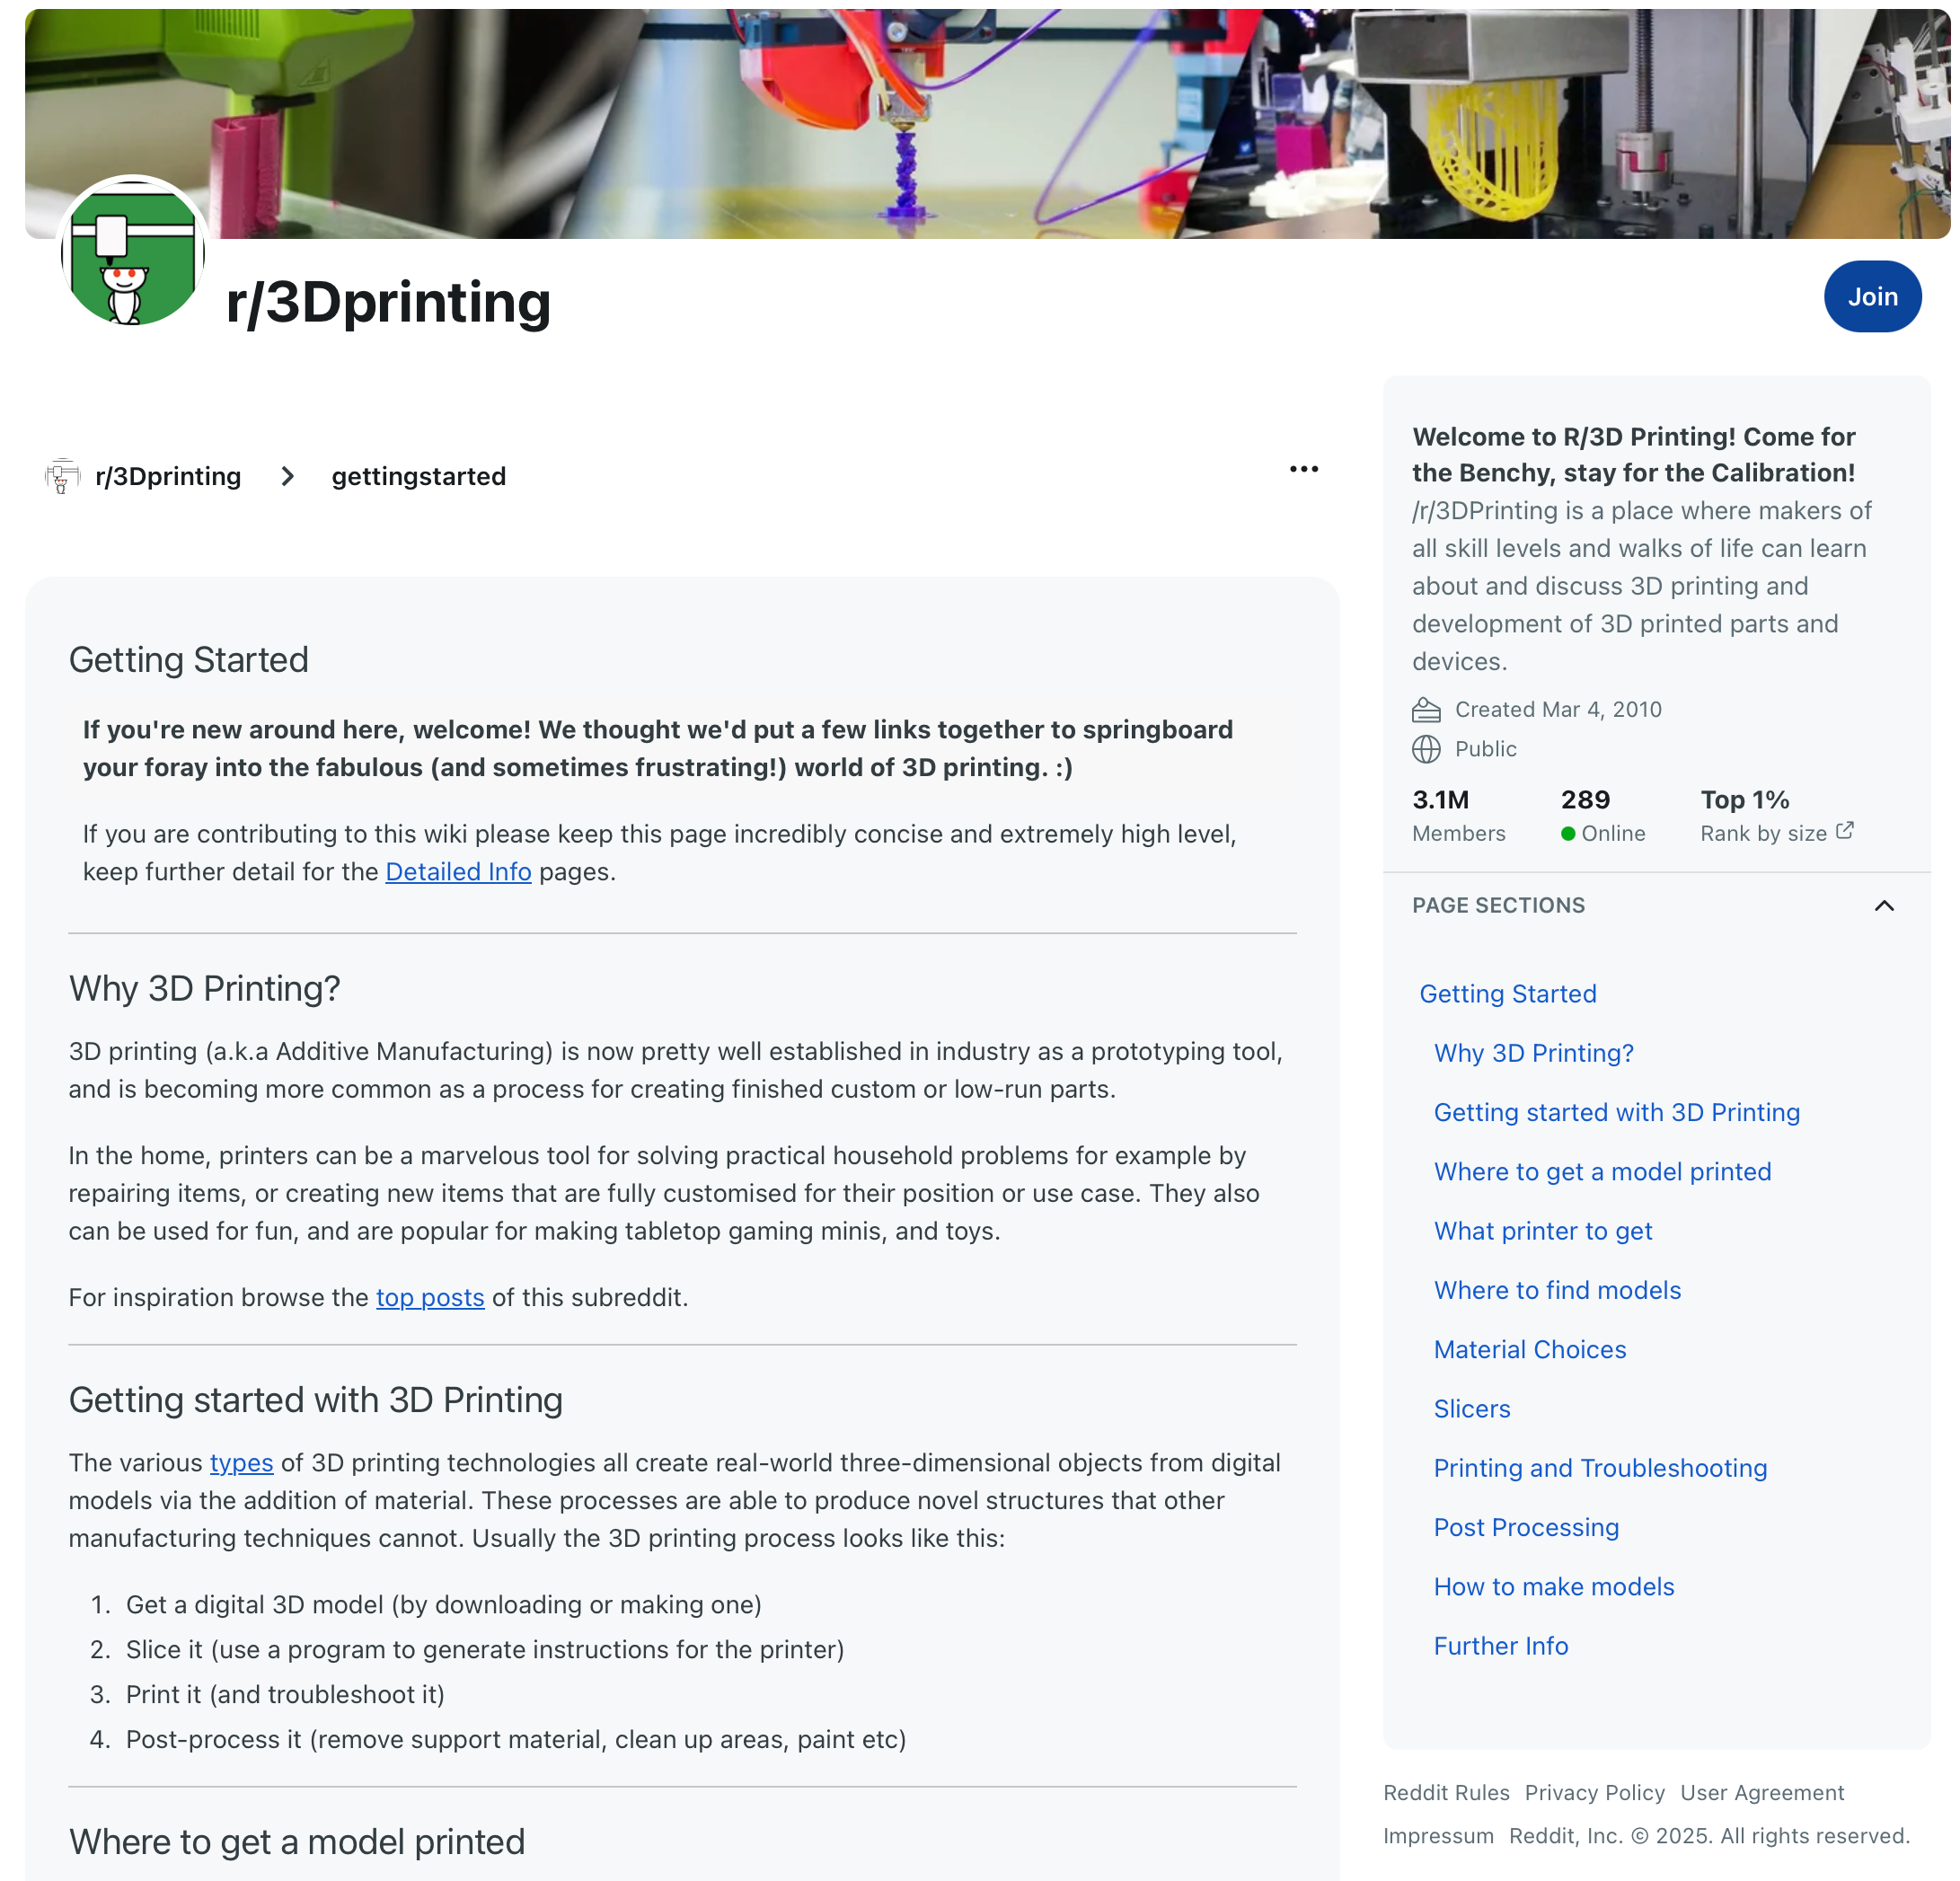 r/3Dprinting
Join
r/3Dprinting
gettingstarted
Getting Started
If you're new around here, welcome! We thought we'd put a few links together to springboard
your foray into the fabulous (and sometimes frustrating!) world of 3D printing. :)
If you are contributing to this wiki please keep this page incredibly concise and extremely high level,
keep further detail for the Detailed Info pages.
Why 3D Printing?
3D printing (a.k.a Additive Manufacturing) is now pretty well established in industry as a prototyping tool,
and is becoming more common as a process for creating finished custom or low-run parts.
In the home, printers can be a marvelous tool for solving practical household problems for example by
repairing items, or creating new items that are fully customised for their position or use case. They also
can be used for fun, and are popular for making tabletop gaming minis, and toys.
For inspiration browse the top posts of this subreddit.
Getting started with 3D Printing
The various types of 3D printing technologies all create real-world three-dimensional objects from digital
models via the addition of material. These processes are able to produce novel structures that other
manufacturing techniques cannot. Usually the 3D printing process looks like this:
1. Get a digital 3D model (by downloading or making one)
2. Slice it (use a program to generate instructions for the printer)
3. Print it (and troubleshoot it)
4. Post-process it (remove support material, clean up areas, paint etc)
Where to get a model printed
Welcome to R/3D Printing! Come for
the Benchy, stay for the Calibration!
/r/3DPrinting is a place where makers of
all skill levels and walks of life can learn
about and discuss 3D printing and
development of 3D printed parts and
devices.
Created Mar 4, 2010
Public
3.1M 289 Top 1%
Members Online Rank by size
PAGE SECTIONS
Getting Started
Why 3D Printing?
Getting started with 3D Printing
Where to get a model printed
What printer to get
Where to find models
Material Choices
Slicers
Printing and Troubleshooting
Post Processing
How to make models
Further Info
Reddit Rules Privacy Policy User Agreement
Impressum Reddit, Inc. © 2025. All rights reserved.